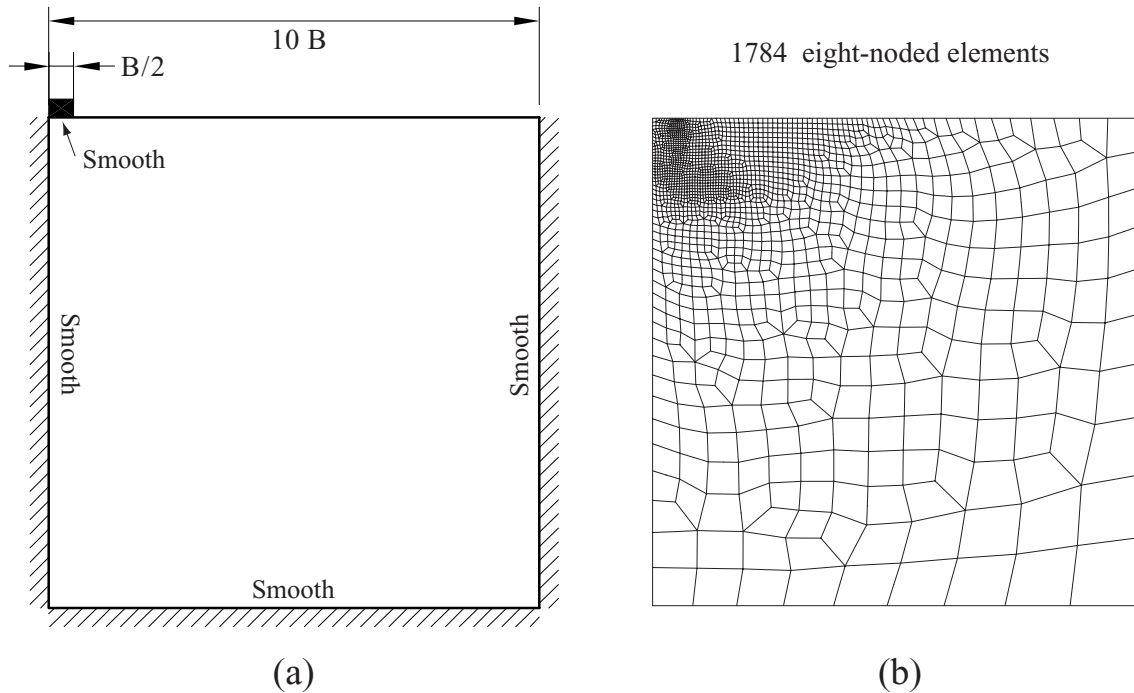 10 B
B/2
Smooth
Smooth
Smooth
Smooth
(a)
1784 eight-noded elements
(b)